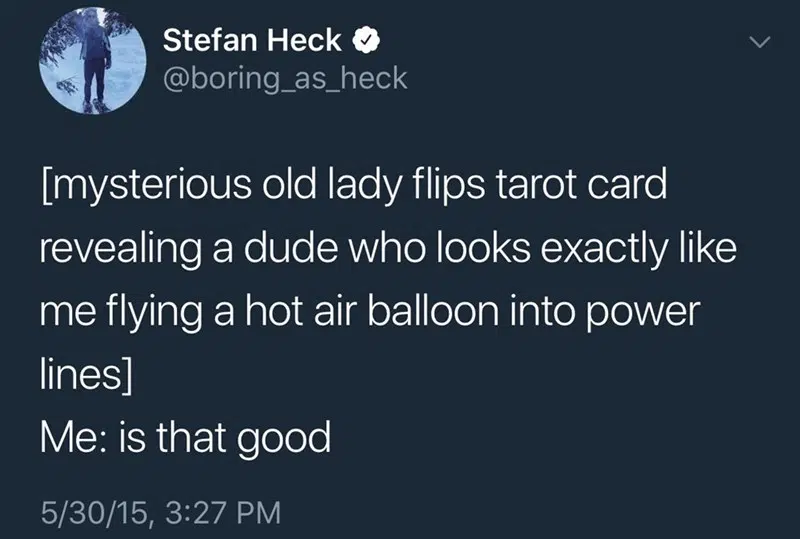 Stefan Heck
@boring_as_heck
[mysterious old lady flips tarot card
revealing a dude who looks exactly like
me flying a hot air balloon into power
lines]
Me: is that good
5/30/15, 3:27 PM